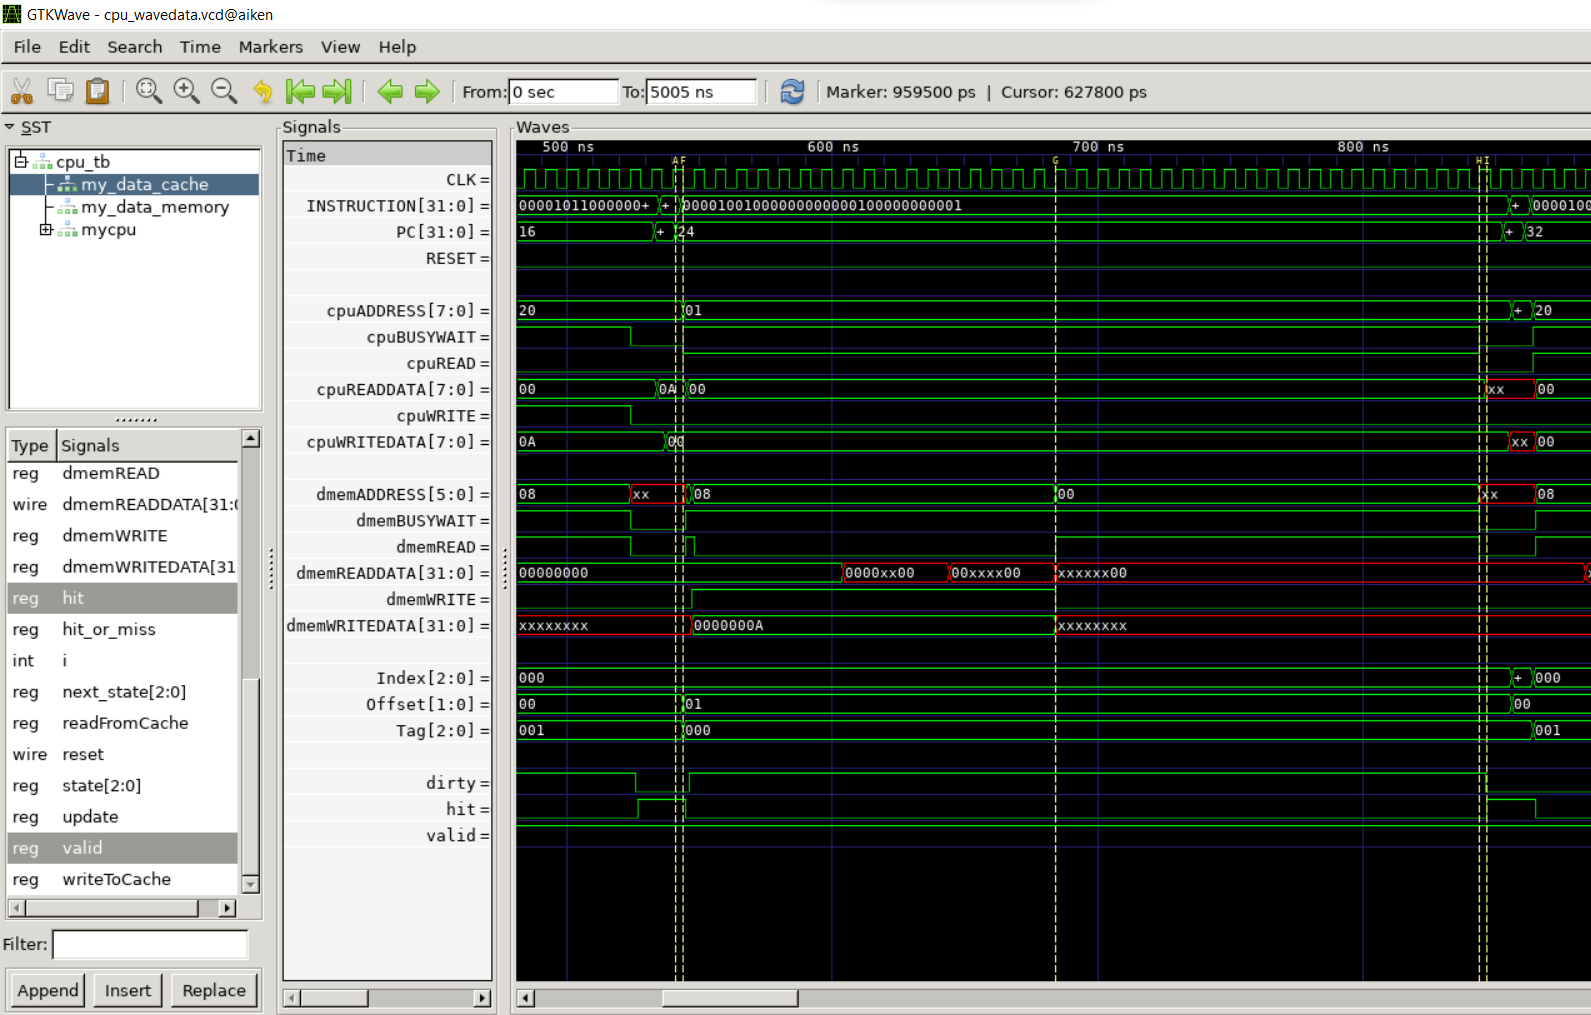 GTKWave - cpu_wavedata.vcd@aiken
File Edit Search Time Markers View Help
From: 0 sec To: 5005 ns Marker: 959500 ps | Cursor: 627800 ps
SST
cpu_tb
my_data_cache
my_data_memory
mycpu
Type Signals
reg dmemREAD
wire dmemREADDATA[31:0
reg dmemWRITE
reg dmemWRITEDATA[31
reg hit
reg hit_or_miss
int i
reg next_state[2:0]
reg readFromCache
wire reset
reg state[2:0]
reg update
reg valid
reg writeToCache
Filter:
Append Insert Replace
Signals
Time
Waves
500 ns 600 ns 700 ns 800 ns
A F G H I
CLK =
INSTRUCTION[31:0] = 00001011000000+ + 00001001000000000000100000000001 + 0000100
PC[31:0] = 16 + 24 + 32
RESET =
cpuADDRESS[7:0] = 20 01 + 20
cpuBUSYWAIT =
cpuREAD =
cpuREADDATA[7:0] = 00 0A 00 xx 00
cpuWRITE =
cpuWRITEDATA[7:0] = 0A 00 xx 00
dmemADDRESS[5:0] = 08 xx 08 00 xx 08
dmemBUSYWAIT =
dmemREAD =
dmemREADDATA[31:0] = 00000000 0000xx00 00xxxx00 xxxxxx00
dmemWRITE =
dmemWRITEDATA[31:0] = xxxxxxxx 0000000A xxxxxxxx
Index[2:0] = 000 + 000
Offset[1:0] = 00 01 00
Tag[2:0] = 001 000 001
dirty =
hit =
valid =